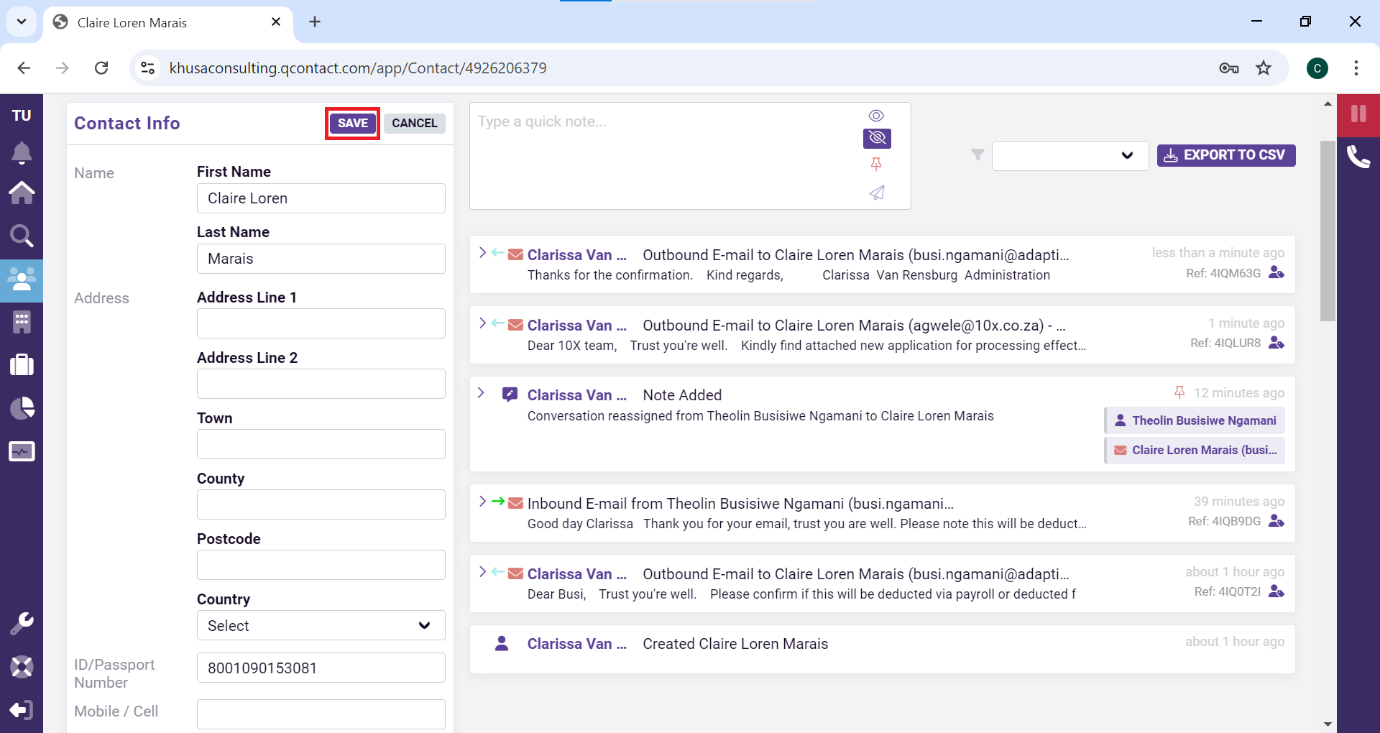 Claire Loren Marais
khusaconsulting.qcontact.com/app/Contact/4926206379
C
TU
Contact Info
SAVE
CANCEL
Name
First Name
Claire Loren
Last Name
Marais
Address
Address Line 1
Address Line 2
Town
County
Postcode
Country
Select
ID/Passport
Number
8001090153081
Mobile / Cell
Type a quick note...
EXPORT TO CSV
Clarissa Van ... Outbound E-mail to Claire Loren Marais (busi.ngamani@adapti... less than a minute ago
Thanks for the confirmation. Kind regards, Clarissa Van Rensburg Administration Ref: 4IQM63G
Clarissa Van ... Outbound E-mail to Claire Loren Marais (agwele@10x.co.za) - ... 1 minute ago
Dear 10X team, Trust you're well. Kindly find attached new application for processing effect... Ref: 4IQLUR8
Clarissa Van ... Note Added 12 minutes ago
Conversation reassigned from Theolin Busisiwe Ngamani to Claire Loren Marais
Theolin Busisiwe Ngamani
Claire Loren Marais (busi...
Inbound E-mail from Theolin Busisiwe Ngamani (busi.ngamani... 39 minutes ago
Good day Clarissa Thank you for your email, trust you are well. Please note this will be deduct... Ref: 4IQB9DG
Clarissa Van ... Outbound E-mail to Claire Loren Marais (busi.ngamani@adapti... about 1 hour ago
Dear Busi, Trust you're well. Please confirm if this will be deducted via payroll or deducted f Ref: 4IQ0T2I
Clarissa Van ... Created Claire Loren Marais about 1 hour ago